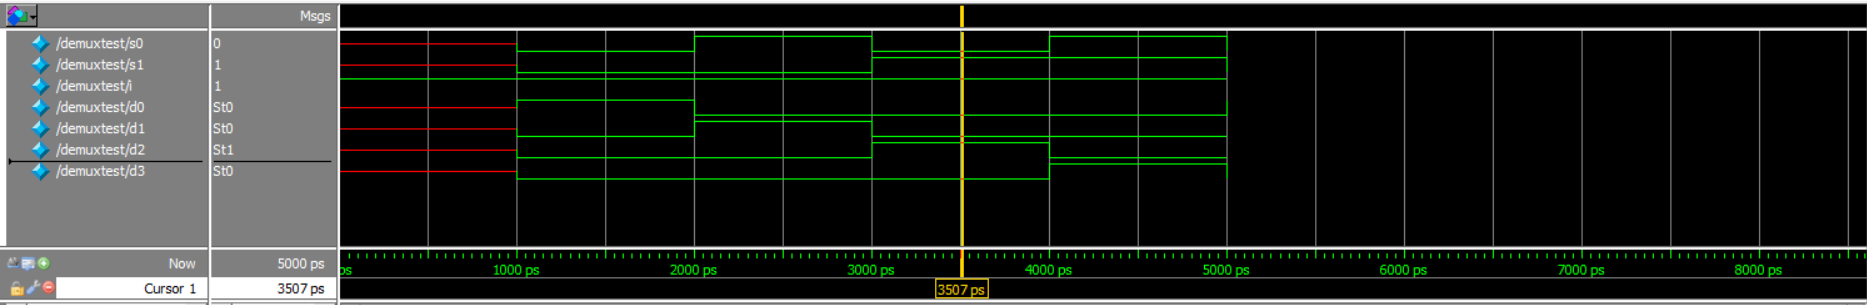 Msgs
/demuxtest/s0 0
/demuxtest/s1 1
/demuxtest/i 1
/demuxtest/d0 St0
/demuxtest/d1 St0
/demuxtest/d2 St1
/demuxtest/d3 St0
Now 5000 ps ps 1000 ps 2000 ps 3000 ps 4000 ps 5000 ps 6000 ps 7000 ps 8000 ps
Cursor 1 3507 ps 3507 ps